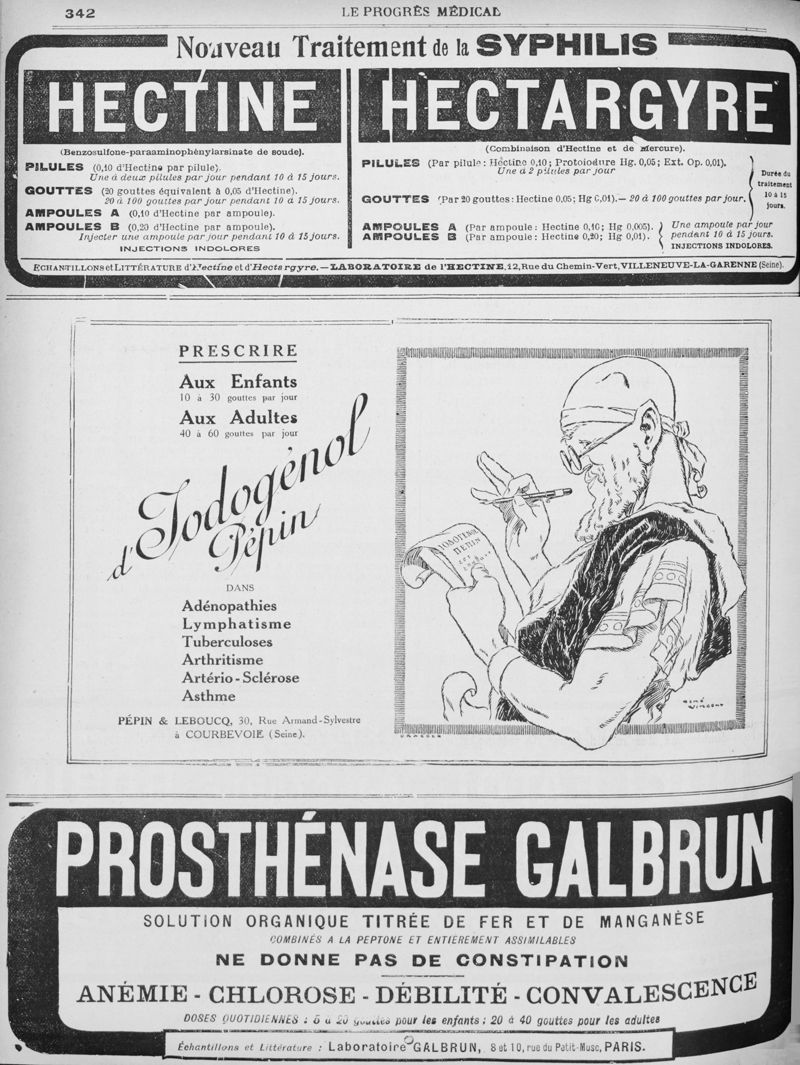 342
LE PROGRÈS MÉDICAL
Nouveau Traitement de la SYPHILIS
HECTINE
(Benzosulfone-paraaminophénylarsinate de soude).
PILULES (0,10 d'Hectine par pilule).
Une à deux pilules par jour pendant 10 à 15 jours.
GOUTTES (20 gouttes équivalent à 0,05 d'Hectine).
20 à 100 gouttes par jour pendant 10 à 15 jours.
AMPOULES A (0,10 d'Hectine par ampoule).
AMPOULES B (0,20 d'Hectine par ampoule).
Injecter une ampoule par jour pendant 10 à 15 jours.
INJECTIONS INDOLORES
HECTARGYRE
(Combinaison d'Hectine et de Mercure).
PILULES (Par pilule : Hectine 0,10 ; Protoiodure Hg. 0,05 ; Ext. Op. 0,01).
Une à 2 pilules par jour
GOUTTES (Par 20 gouttes : Hectine 0,05; Hg 0,01). — 20 à 100 gouttes par jour.
Durée du
traitement
10 à 15
jours.
AMPOULES A (Par ampoule : Hectine 0,10; Hg 0,005).
AMPOULES B (Par ampoule : Hectine 0,20; Hg 0,01).
Une ampoule par jour
pendant 10 à 15 jours.
INJECTIONS INDOLORES.
ECHANTILLONS et LITTÉRATURE d'Hectine et d'Hectargyre. — LABORATOIRE de l'HECTINE, 12, Rue du Chemin-Vert, VILLENEUVE-LA-GARENNE (Seine).
PRESCRIRE
Aux Enfants
10 à 30 gouttes par jour
Aux Adultes
40 à 60 gouttes par jour
d'Iodogénol
Pépin
DANS
Adénopathies
Lymphatisme
Tuberculoses
Arthritisme
Artério-Sclérose
Asthme
PÉPIN & LEBOUCQ, 30, Rue Armand-Sylvestre
à COURBEVOIE (Seine).
PEPIN
RENÉ
VINCENT
PROSTHÉNASE GALBRUN
SOLUTION ORGANIQUE TITRÉE DE FER ET DE MANGANÈSE
COMBINÉS A LA PEPTONE ET ENTIÈREMENT ASSIMILABLES
NE DONNE PAS DE CONSTIPATION
ANÉMIE - CHLOROSE - DÉBILITÉ - CONVALESCENCE
DOSES QUOTIDIENNES : 5 à 20 gouttes pour les enfants ; 20 à 40 gouttes pour les adultes
Échantillons et Littérature : Laboratoire GALBRUN, 8 et 10, rue du Petit-Musc, PARIS.